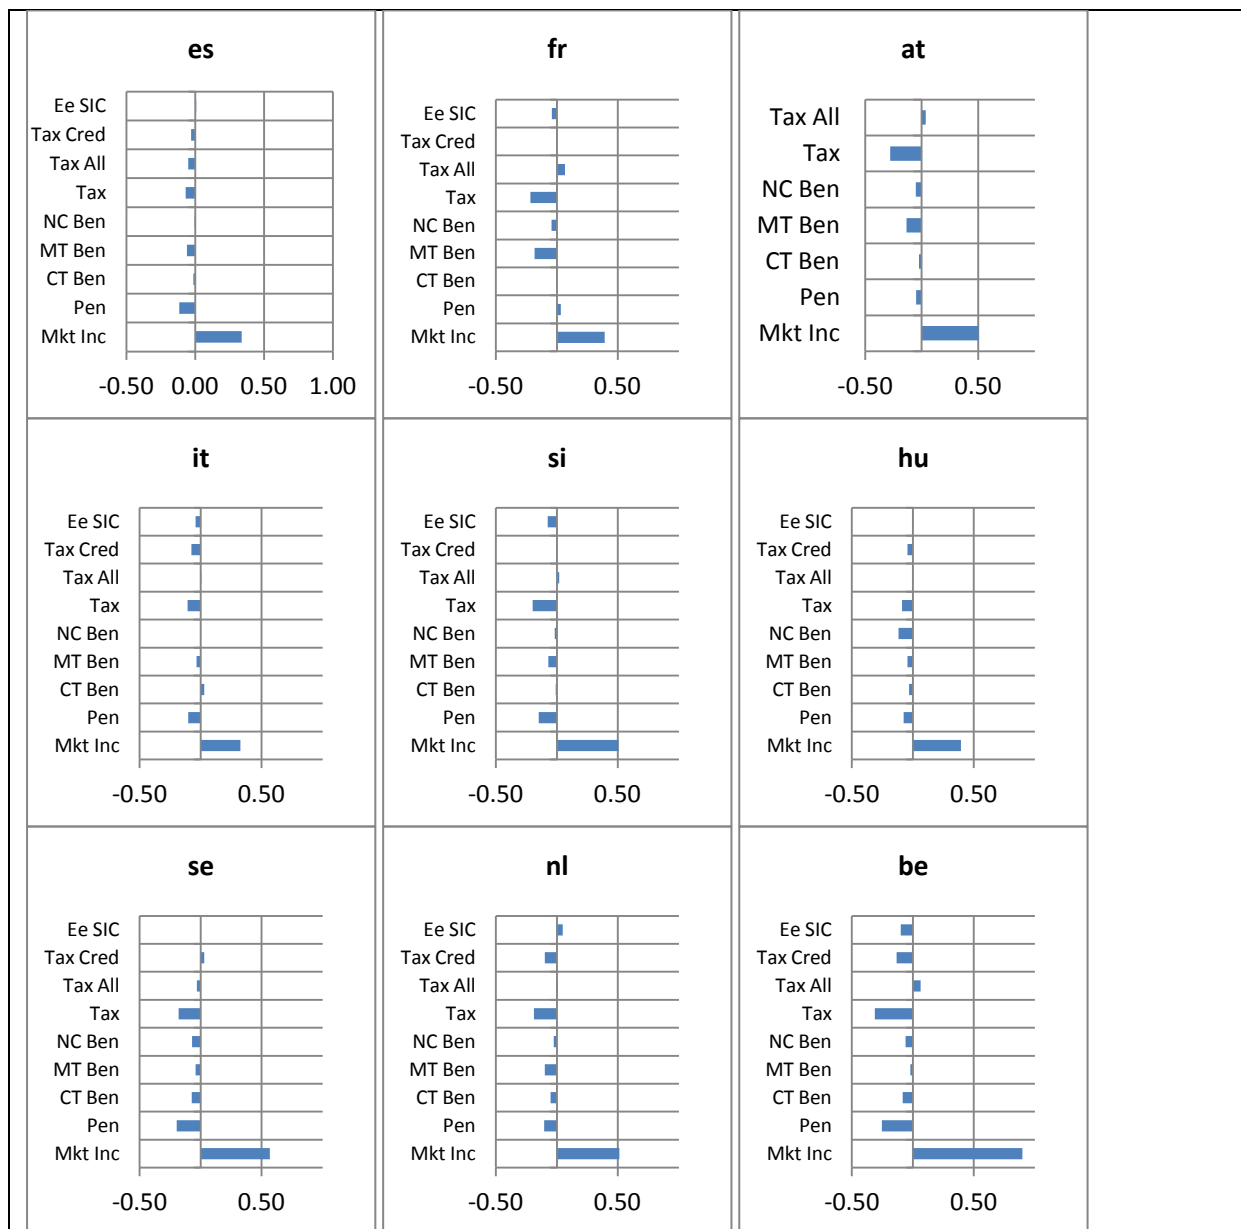 es
Ee SIC
Tax Cred
Tax All
Tax
NC Ben
MT Ben
CT Ben
Pen
Mkt Inc
-0.50 0.00 0.50 1.00
fr
Ee SIC
Tax Cred
Tax All
Tax
NC Ben
MT Ben
CT Ben
Pen
Mkt Inc
-0.50 0.50
at
Tax All
Tax
NC Ben
MT Ben
CT Ben
Pen
Mkt Inc
-0.50 0.50
it
Ee SIC
Tax Cred
Tax All
Tax
NC Ben
MT Ben
CT Ben
Pen
Mkt Inc
-0.50 0.50
si
Ee SIC
Tax Cred
Tax All
Tax
NC Ben
MT Ben
CT Ben
Pen
Mkt Inc
-0.50 0.50
hu
Ee SIC
Tax Cred
Tax All
Tax
NC Ben
MT Ben
CT Ben
Pen
Mkt Inc
-0.50 0.50
se
Ee SIC
Tax Cred
Tax All
Tax
NC Ben
MT Ben
CT Ben
Pen
Mkt Inc
-0.50 0.50
nl
Ee SIC
Tax Cred
Tax All
Tax
NC Ben
MT Ben
CT Ben
Pen
Mkt Inc
-0.50 0.50
be
Ee SIC
Tax Cred
Tax All
Tax
NC Ben
MT Ben
CT Ben
Pen
Mkt Inc
-0.50 0.50